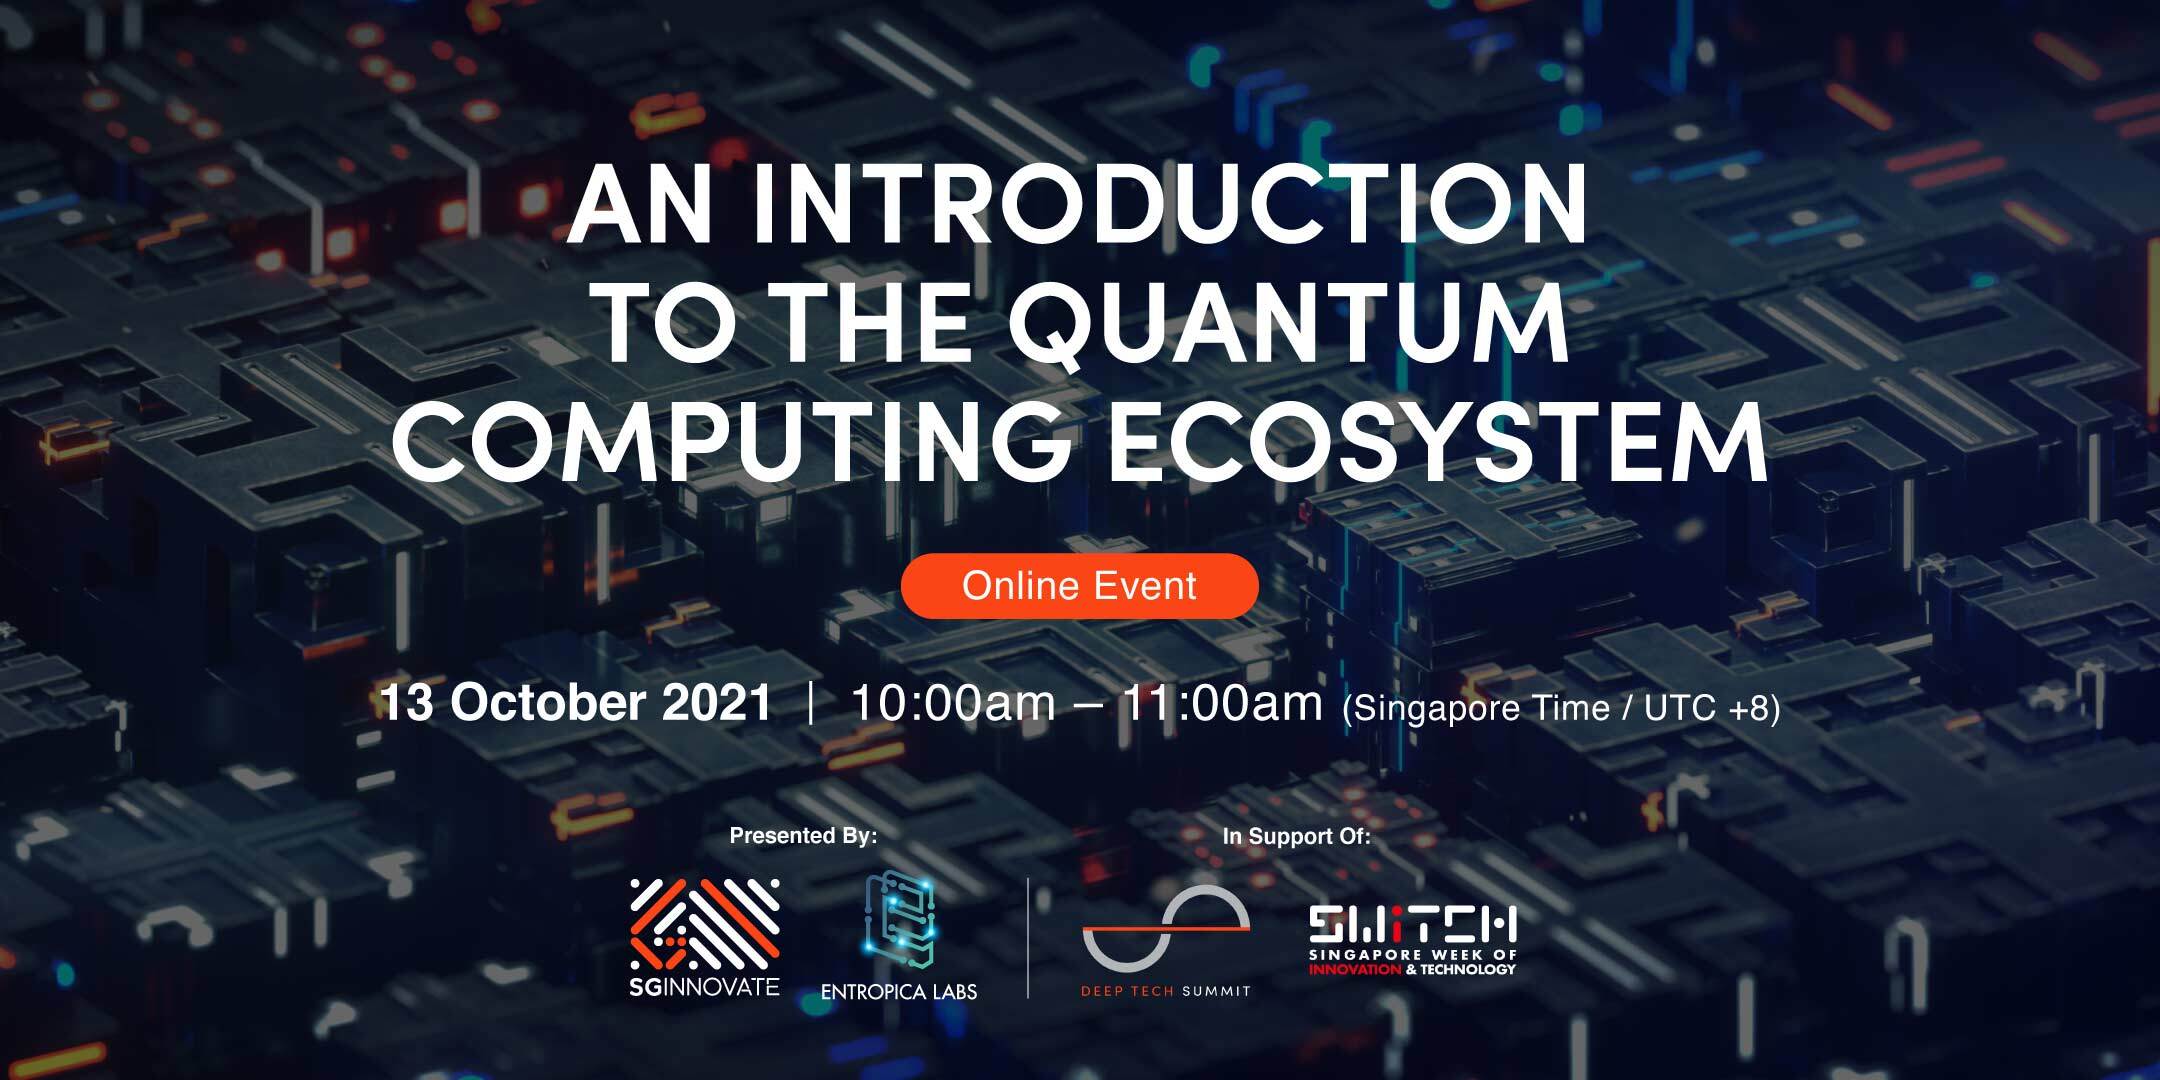 AN INTRODUCTION
TO THE QUANTUM
COMPUTING ECOSYSTEM
Online Event
13 October 2021 | 10:00am – 11:00am (Singapore Time / UTC +8)
Presented By:
SGINNOVATE
ENTROPICA LABS
In Support Of:
DEEP TECH SUMMIT
SWiTCH
SINGAPORE WEEK OF
INNOVATION & TECHNOLOGY